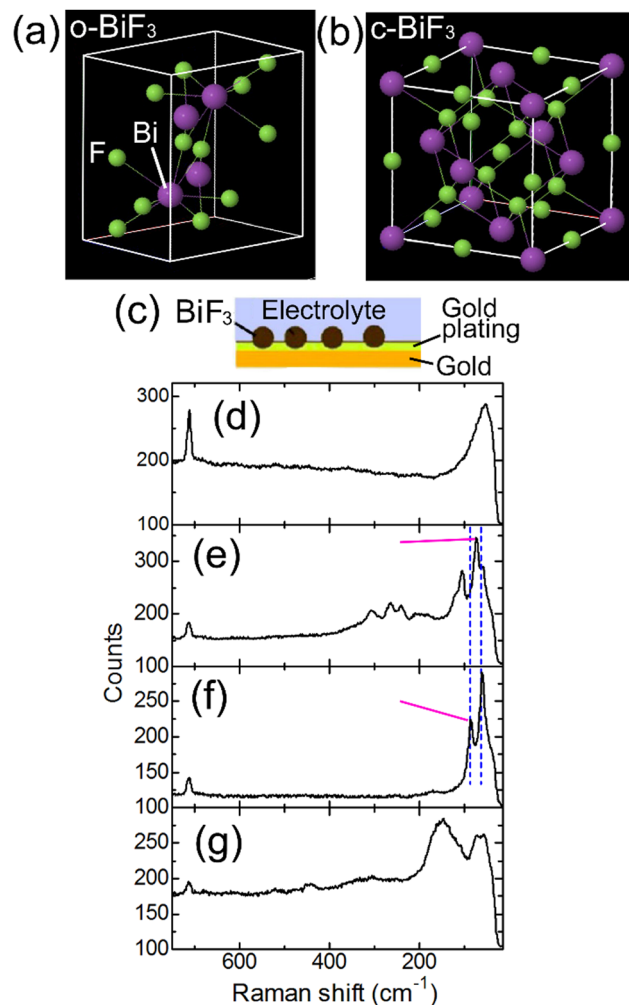 (a) o-BiF₃
F
Bi
(b) c-BiF₃
(c)
BiF₃
Electrolyte
Gold
plating
Gold
Counts
300
200
100
(d)
300
200
100
(e)
250
200
150
100
(f)
250
200
150
100
(g)
600 400 200
Raman shift (cm⁻¹)